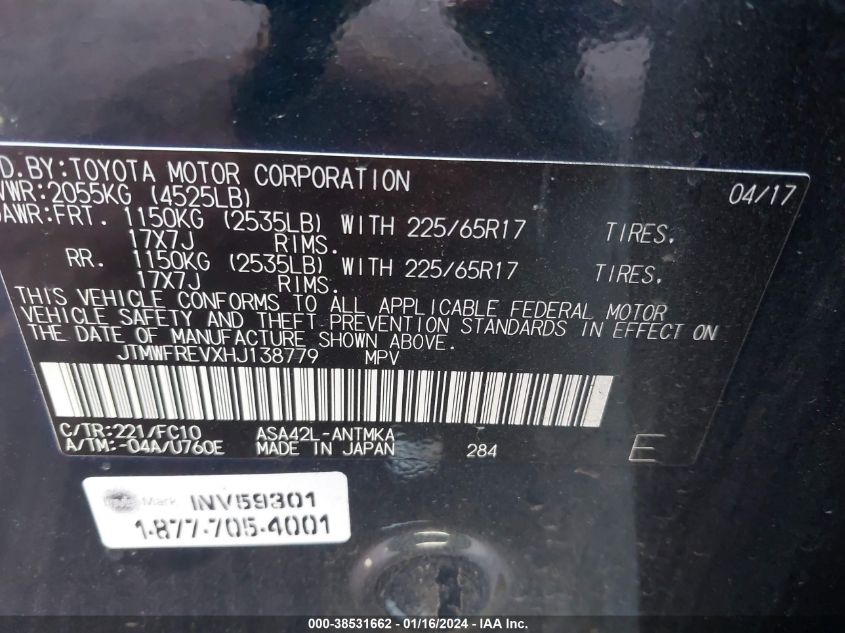 D. BY: TOYOTA MOTOR CORPORATION 04/17
VWR: 2055KG (4525LB)
AWR: FRT. 1150KG (2535LB) WITH 225/65R17 TIRES,
17X7J RIMS.
RR. 1150KG (2535LB) WITH 225/65R17 TIRES,
17X7J RIMS.
THIS VEHICLE CONFORMS TO ALL APPLICABLE FEDERAL MOTOR
VEHICLE SAFETY AND THEFT PREVENTION STANDARDS IN EFFECT ON
THE DATE OF MANUFACTURE SHOWN ABOVE.
JTMWFREVXHJ138779 MPV
C/TR: 221/FC10 ASA42L-ANTMKA
A/TM: -04A/U760E MADE IN JAPAN 284 E
Mark INV59301
1-877-705-4001
000-38531662 - 01/16/2024 - IAA Inc.